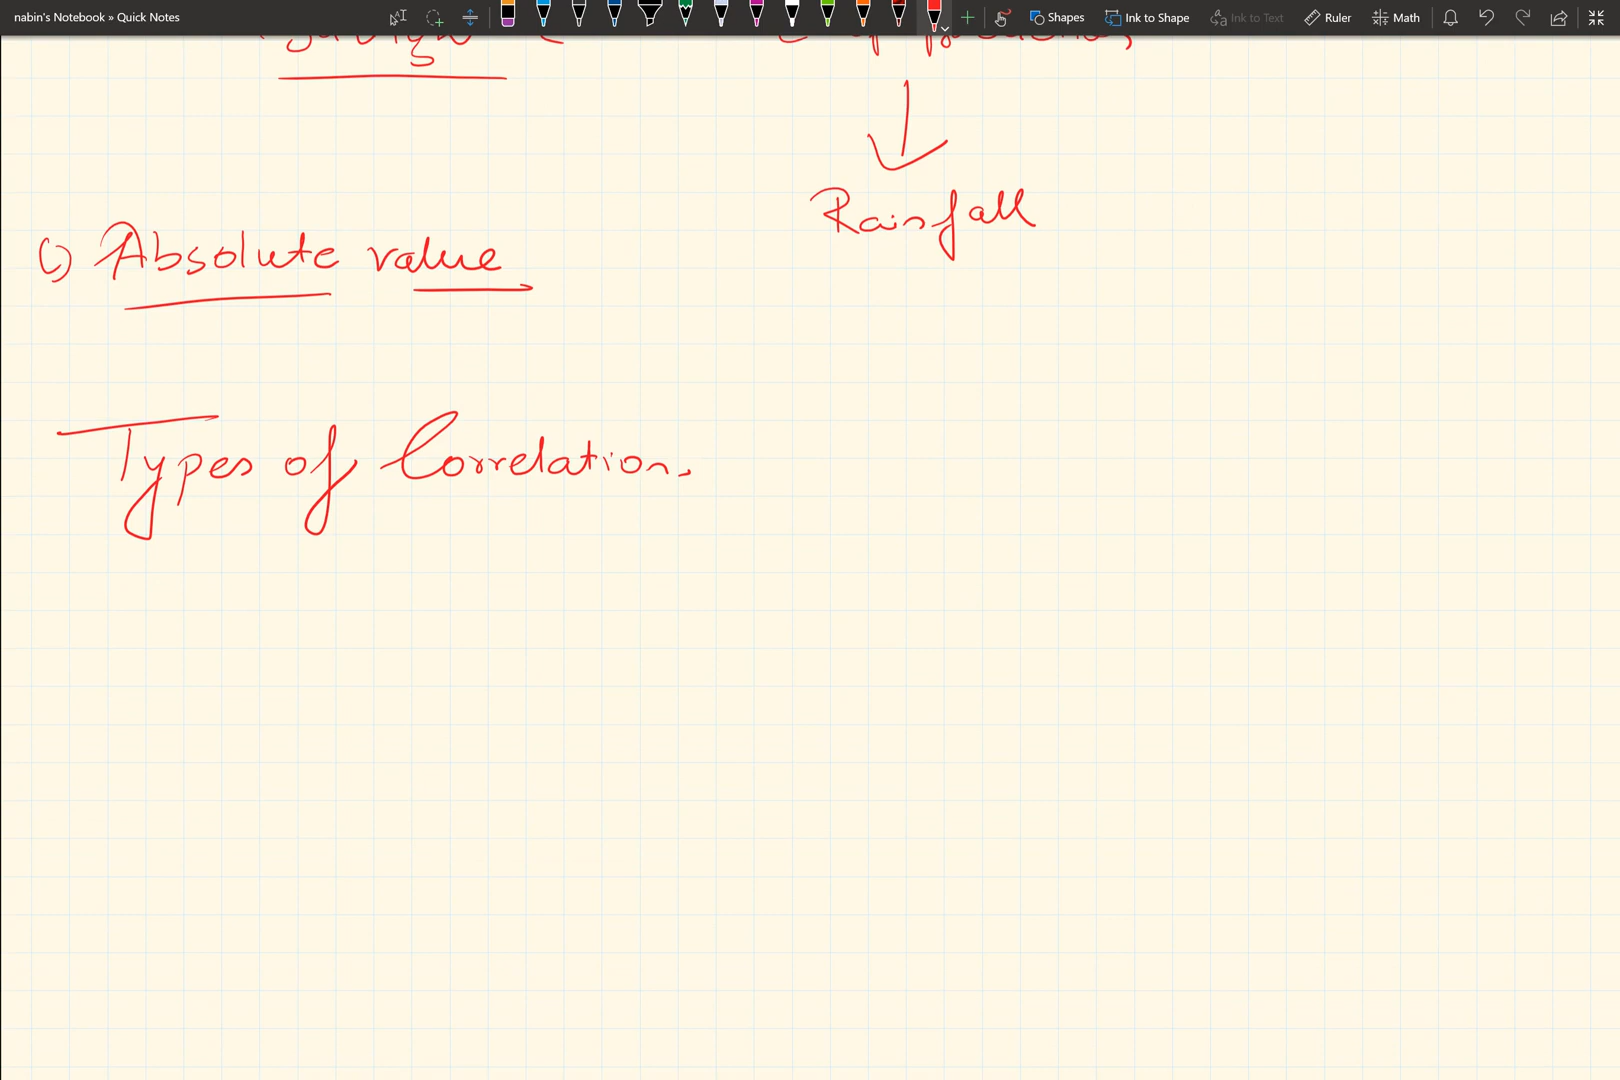 nabin's Notebook » Quick Notes
Shapes
Ink to Shape
Ink to Text
Ruler
Math
of
Rainfall
Absolute value
Types of Correlation.